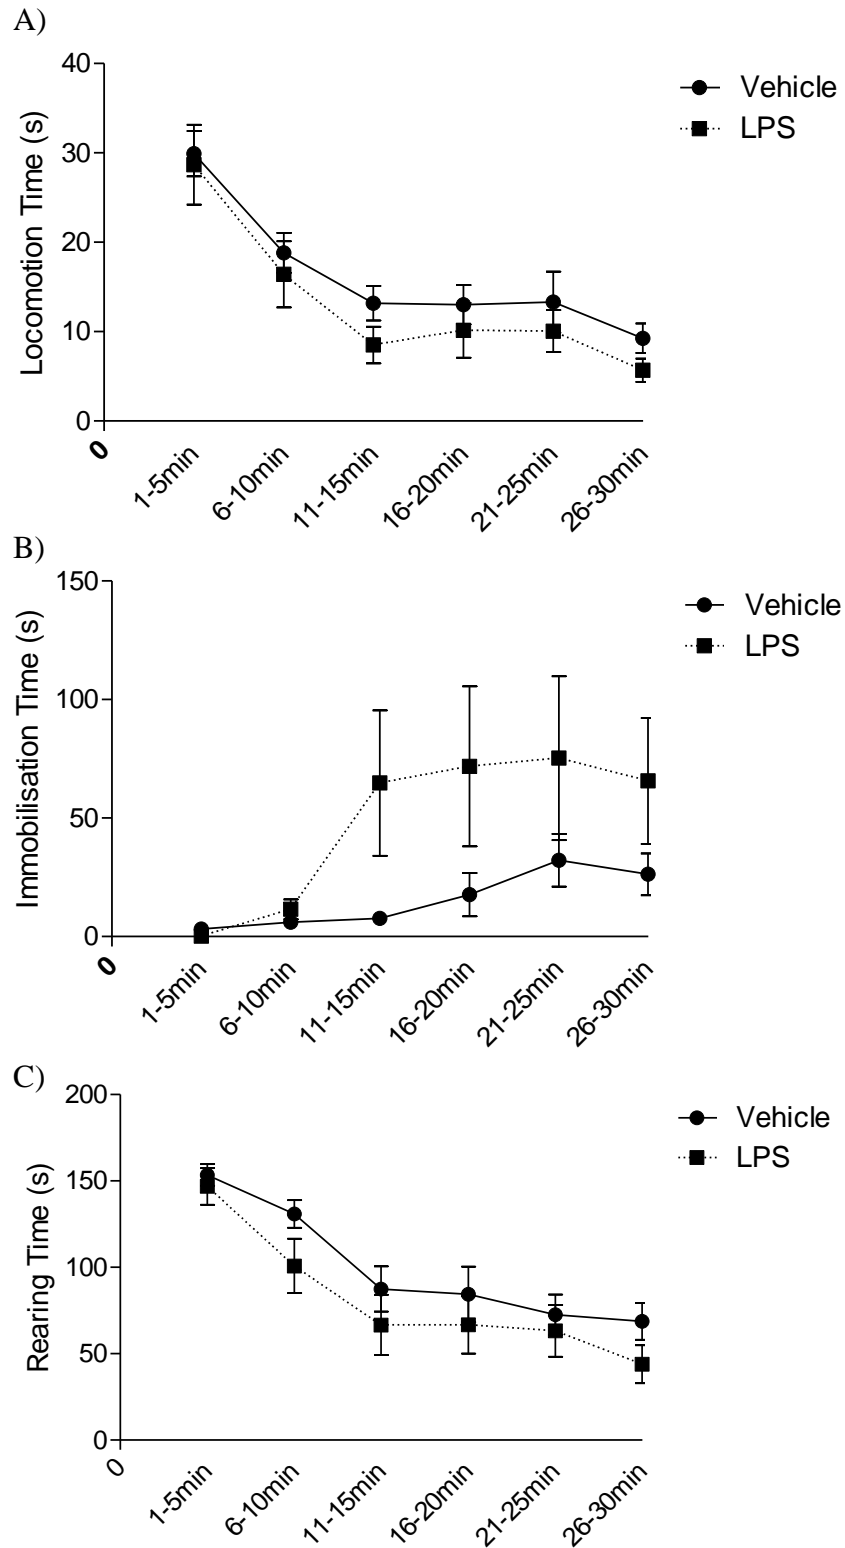 A)
40
30
20
10
0
Locomotion Time (s)
Vehicle
LPS
0
1-5min
6-10min
11-15min
16-20min
21-25min
26-30min
B)
150
100
50
0
Immobilisation Time (s)
Vehicle
LPS
0
1-5min
6-10min
11-15min
16-20min
21-25min
26-30min
C)
200
150
100
50
0
Rearing Time (s)
Vehicle
LPS
0
1-5min
6-10min
11-15min
16-20min
21-25min
26-30min